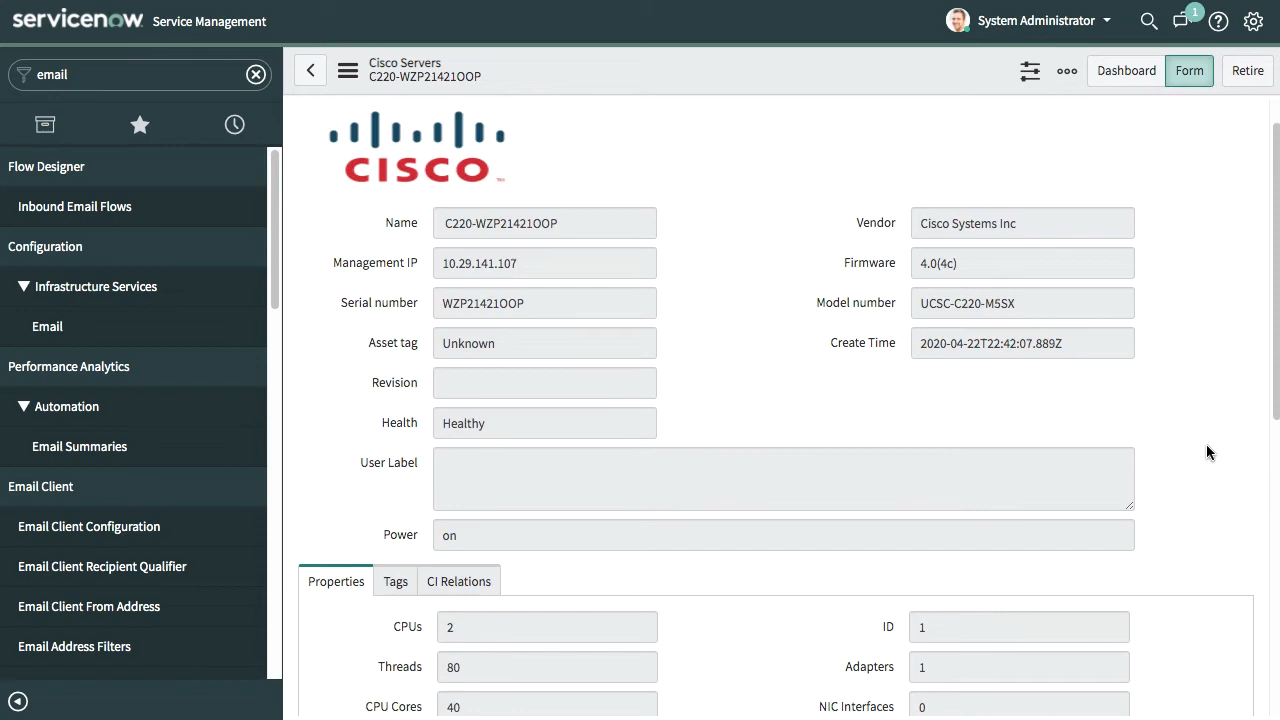 servicenow Service Management
System Administrator
1
email
Flow Designer
Inbound Email Flows
Configuration
Infrastructure Services
Email
Performance Analytics
Automation
Email Summaries
Email Client
Email Client Configuration
Email Client Recipient Qualifier
Email Client From Address
Email Address Filters
Cisco Servers
C220-WZP21421OOP
Dashboard
Form
Retire
CISCO
TM
Name C220-WZP21421OOP
Vendor Cisco Systems Inc
Management IP 10.29.141.107
Firmware 4.0(4c)
Serial number WZP21421OOP
Model number UCSC-C220-M5SX
Asset tag Unknown
Create Time 2020-04-22T22:42:07.889Z
Revision
Health Healthy
User Label
Power on
Properties Tags CI Relations
CPUs 2
ID 1
Threads 80
Adapters 1
CPU Cores 40
NIC Interfaces 0